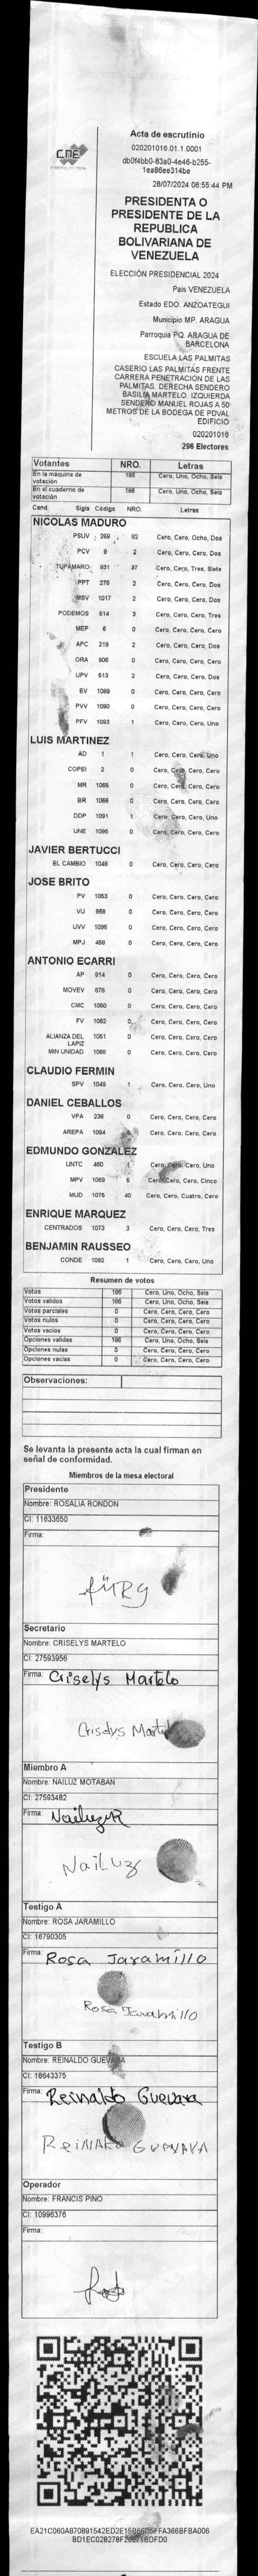 CNE
Acta de escrutinio
020201016.01.1.0001
db0f4bb0-83a0-4e46-b255-
1ea86ee314be
28/07/2024 06:55:44 PM
PRESIDENTA O
PRESIDENTE DE LA
REPUBLICA
BOLIVARIANA DE
VENEZUELA
ELECCIÓN PRESIDENCIAL 2024
Pais VENEZUELA
Estado EDO. ANZOATEGUI
Municipio MP. ARAGUA
Parroquia PQ. ARAGUA DE
BARCELONA
ESCUELA LAS PALMITAS
CASERIO LAS PALMITAS FRENTE
CARRERA PENETRACION DE LAS
PALMITAS. DERECHA SENDERO
BASILIA MARTELO. IZQUIERDA
SENDERO MANUEL ROJAS A 50
METROS DE LA BODEGA DE PDVAL
EDIFICIO
020201016
296 Electores
Votantes NRO. Letras
En la máquina de votación 186 Cero, Uno, Ocho, Seis
En el cuaderno de votación 186 Cero, Uno, Ocho, Seis
Cand. Sigla Código NRO. Letras
NICOLAS MADURO
PSUV 269 82 Cero, Cero, Ocho, Dos
PCV 9 2 Cero, Cero, Cero, Dos
TUPAMARO 931 37 Cero, Cero, Tres, Siete
PPT 276 2 Cero, Cero, Cero, Dos
MSV 1017 2 Cero, Cero, Cero, Dos
PODEMOS 514 3 Cero, Cero, Cero, Tres
MEP 6 0 Cero, Cero, Cero, Cero
APC 219 2 Cero, Cero, Cero, Dos
ORA 906 0 Cero, Cero, Cero, Cero
UPV 513 2 Cero, Cero, Cero, Dos
EV 1089 0 Cero, Cero, Cero, Cero
PVV 1090 0 Cero, Cero, Cero, Cero
PFV 1093 1 Cero, Cero, Cero, Uno
LUIS MARTINEZ
AD 1 1 Cero, Cero, Cero, Uno
COPEI 2 0 Cero, Cero, Cero, Cero
MR 1065 0 Cero, Cero, Cero, Cero
BR 1066 0 Cero, Cero, Cero, Cero
DDP 1091 1 Cero, Cero, Cero, Uno
UNE 1095 0 Cero, Cero, Cero, Cero
JAVIER BERTUCCI
EL CAMBIO 1048 0 Cero, Cero, Cero, Cero
JOSE BRITO
PV 1053 0 Cero, Cero, Cero, Cero
VU 868 0 Cero, Cero, Cero, Cero
UVV 1096 0 Cero, Cero, Cero, Cero
MPJ 458 0 Cero, Cero, Cero, Cero
ANTONIO ECARRI
AP 814 0 Cero, Cero, Cero, Cero
MOVEV 878 0 Cero, Cero, Cero, Cero
CMC 1050 0 Cero, Cero, Cero, Cero
FV 1062 0 Cero, Cero, Cero, Cero
ALIANZA DEL LAPIZ 1051 0 Cero, Cero, Cero, Cero
MIN UNIDAD 1068 0 Cero, Cero, Cero, Cero
CLAUDIO FERMIN
SPV 1049 1 Cero, Cero, Cero, Uno
DANIEL CEBALLOS
VPA 236 0 Cero, Cero, Cero, Cero
AREPA 1094 0 Cero, Cero, Cero, Cero
EDMUNDO GONZALEZ
UNTC 460 1 Cero, Cero, Cero, Uno
MPV 1069 5 Cero, Cero, Cero, Cinco
MUD 1075 40 Cero, Cero, Cuatro, Cero
ENRIQUE MARQUEZ
CENTRADOS 1073 3 Cero, Cero, Cero, Tres
BENJAMIN RAUSSEO
CONDE 1092 1 Cero, Cero, Cero, Uno
Resumen de votos
Votos 186 Cero, Uno, Ocho, Seis
Votos validos 186 Cero, Uno, Ocho, Seis
Votos parciales 0 Cero, Cero, Cero, Cero
Votos nulos 0 Cero, Cero, Cero, Cero
Votos vacios 0 Cero, Cero, Cero, Cero
Opciones validas 186 Cero, Uno, Ocho, Seis
Opciones nulas 0 Cero, Cero, Cero, Cero
Opciones vacias 0 Cero, Cero, Cero, Cero
Observaciones:
Se levanta la presente acta la cual firman en
señal de conformidad.
Miembros de la mesa electoral
Presidente
Nombre: ROSALIA RONDON
CI: 11633650
Firma:
Secretario
Nombre: CRISELYS MARTELO
CI: 27593956
Firma: Criselys Martelo
Criselys Martelo
Miembro A
Nombre: NAILUZ MOTABAN
CI: 27593482
Firma: Nailuz
Nailuz
Testigo A
Nombre: ROSA JARAMILLO
CI: 16790305
Firma: Rosa Jaramillo
Rosa Jaramillo
Testigo B
Nombre: REINALDO GUEVARA
CI: 18643375
Firma: Reinaldo Guevara
Reinaldo Guevara
Operador
Nombre: FRANCIS PINO
CI: 10996376
Firma: